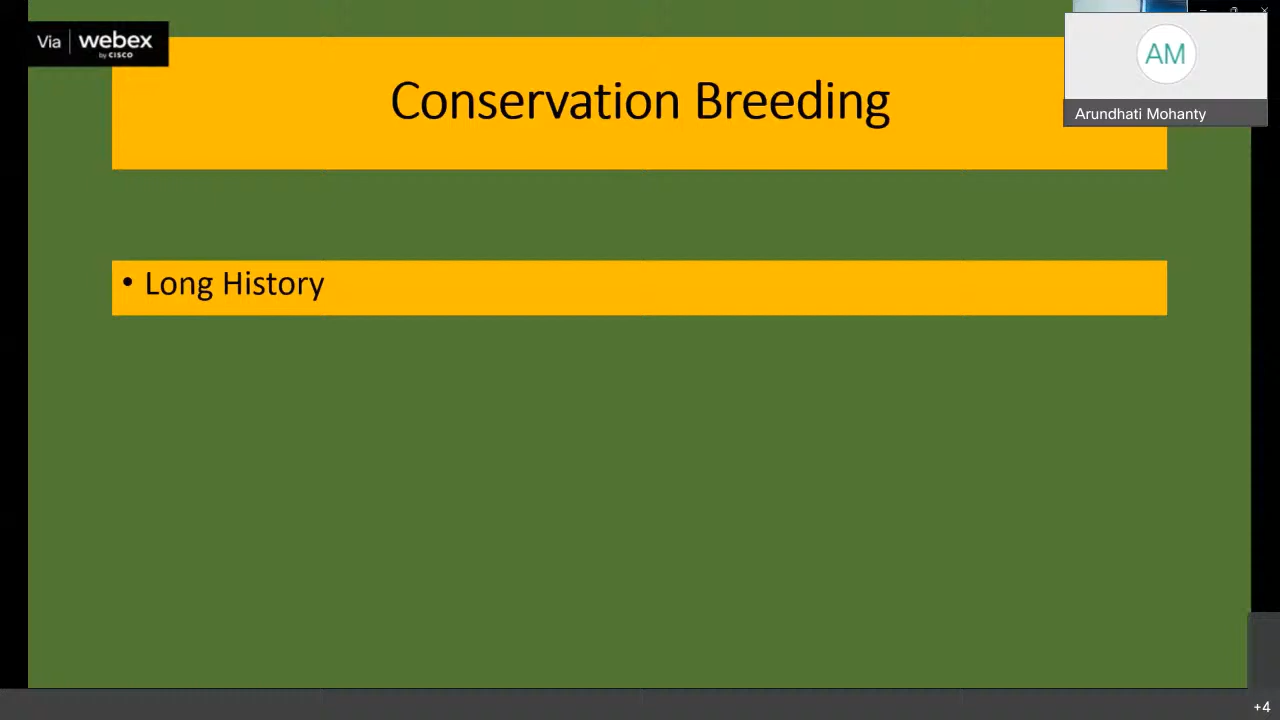 Via webex
by CISCO
AM
Conservation Breeding
Arundhati Mohanty
• Long History
+4